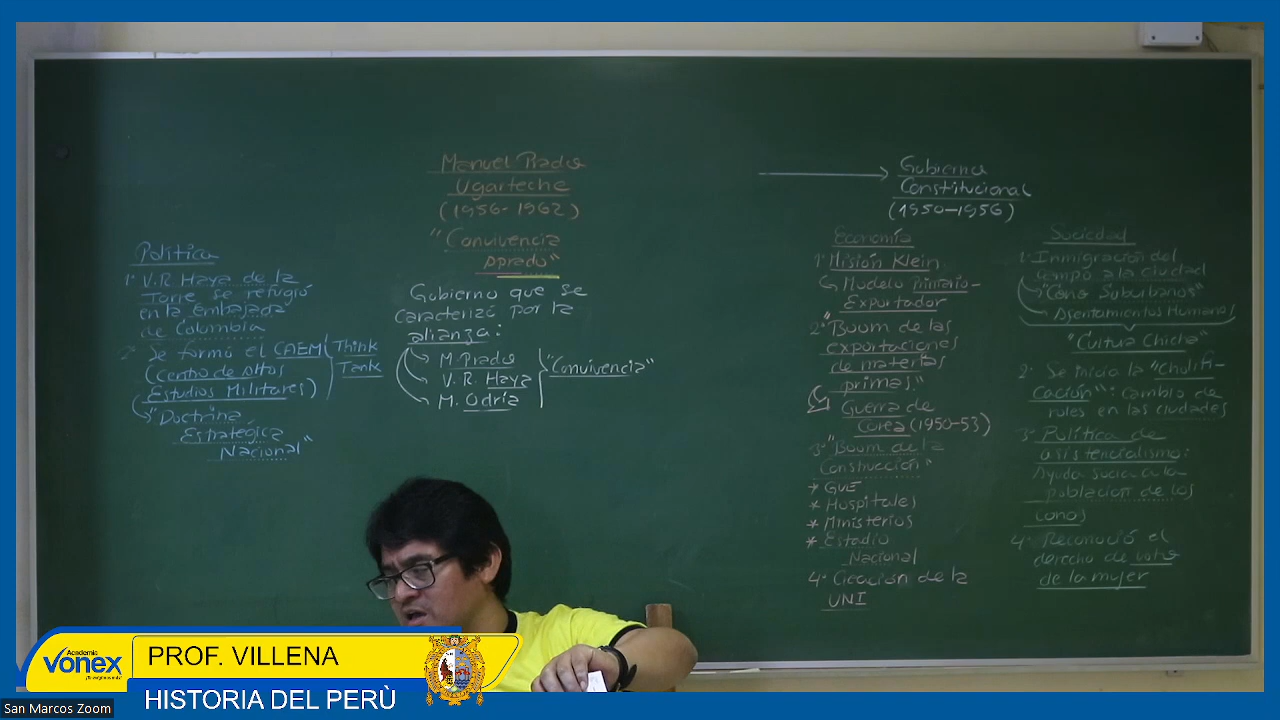 Política
1° V.R. Haya de la
Torre se refugió
en la embajada
de Colombia
2° Se formó el CAEM (Think
Tank
(Centro de altos
Estudios Militares)
"Doctrina
Estratégica
Nacional"
Manuel Prado
Ugarteche
(1956-1962)
"Convivencia
Aprado"
Gobierno que se
caracterizó por la
alianza:
M. Prado
V. R. Haya
M. Odría
"Convivencia"
Gobierno
Constitucional
(1950-1956)
Economía
1° Misión Klein
Modelo Primario-
Exportador
2° "Boom de las
exportaciones
de materias
primas."
Guerra de
Corea (1950-53)
3° "Boom de la
Construcción"
* GUE
* Hospitales
* Ministerios
* Estadio
Nacional
4° Creación de la
UNI
Sociedad
1° Inmigración del
campo a la ciudad
"Cono Suburbanos"
Asentamientos Humanos
"Cultura Chicha"
2° Se inicia la "Cholifi-
cación": cambio de
roles en las ciudades
3° Política de
asistencialismo:
Ayuda social a la
población de los
conos
4° Reconoció el
derecho de voto
de la mujer
Academia
vonex
PROF. VILLENA
HISTORIA DEL PERÙ
San Marcos Zoom